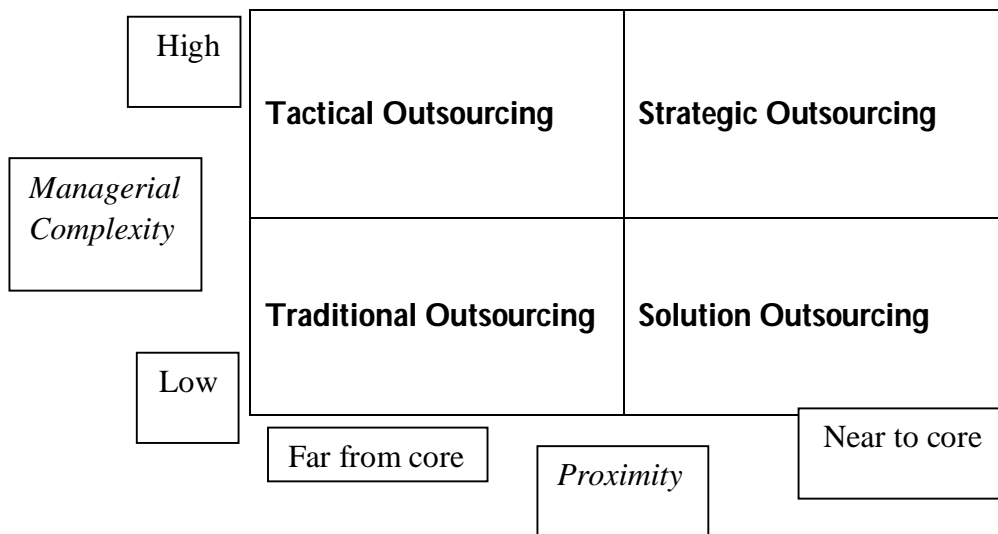 High
Tactical Outsourcing
Strategic Outsourcing
Managerial
Complexity
Traditional Outsourcing
Solution Outsourcing
Low
Far from core
Proximity
Near to core